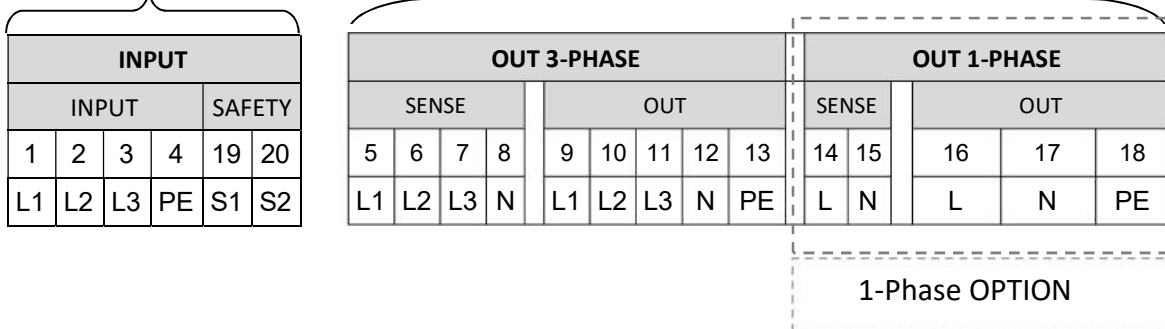 INPUT OUT 3-PHASE OUT 1-PHASE
INPUT SAFETY SENSE OUT SENSE OUT
1 2 3 4 19 20 5 6 7 8 9 10 11 12 13 14 15 16 17 18
L1 L2 L3 PE S1 S2 L1 L2 L3 N L1 L2 L3 N PE L N L N PE
1-Phase OPTION